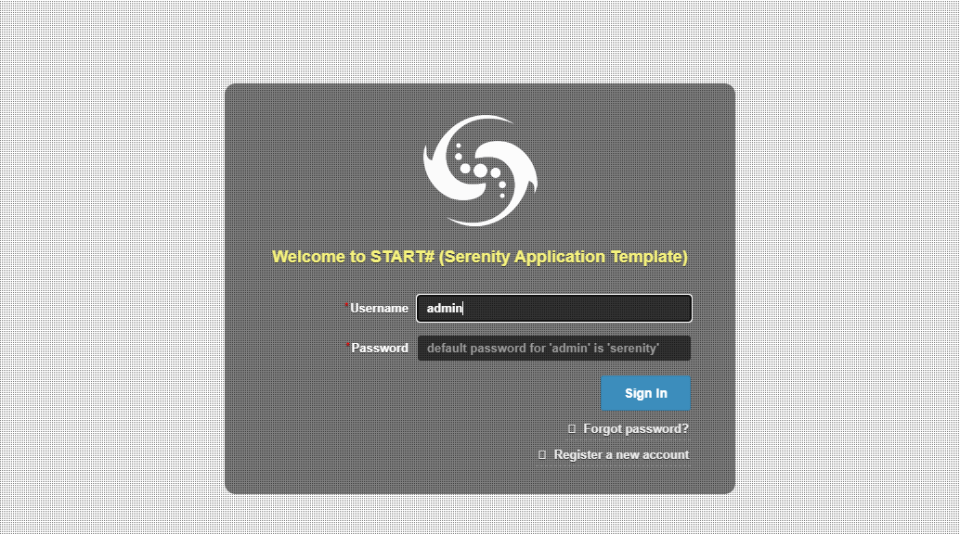 Welcome to START# (Serenity Application Template)
*Username admin
*Password default password for 'admin' is 'serenity'
Sign In
Forgot password?
Register a new account